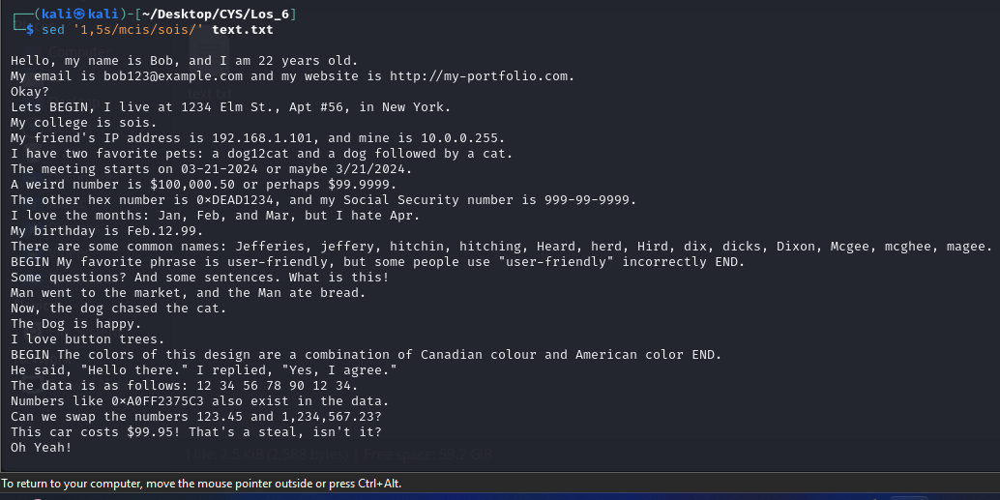 ┌──(kali㉿kali)-[~/Desktop/CYS/Los_6]
└─$ sed '1,5s/mcis/sois/' text.txt
Hello, my name is Bob, and I am 22 years old.
My email is bob123@example.com and my website is http://my-portfolio.com.
Okay?
Lets BEGIN, I live at 1234 Elm St., Apt #56, in New York.
My college is sois.
My friend's IP address is 192.168.1.101, and mine is 10.0.0.255.
I have two favorite pets: a dog12cat and a dog followed by a cat.
The meeting starts on 03-21-2024 or maybe 3/21/2024.
A weird number is $100,000.50 or perhaps $99.9999.
The other hex number is 0×DEAD1234, and my Social Security number is 999-99-9999.
I love the months: Jan, Feb, and Mar, but I hate Apr.
My birthday is Feb.12.99.
There are some common names: Jefferies, jeffery, hitchin, hitching, Heard, herd, Hird, dix, dicks, Dixon, Mcgee, mcghee, magee.
BEGIN My favorite phrase is user-friendly, but some people use "user-friendly" incorrectly END.
Some questions? And some sentences. What is this!
Man went to the market, and the Man ate bread.
Now, the dog chased the cat.
The Dog is happy.
I love button trees.
BEGIN The colors of this design are a combination of Canadian colour and American color END.
He said, "Hello there." I replied, "Yes, I agree."
The data is as follows: 12 34 56 78 90 12 34.
Numbers like 0×A0FF2375C3 also exist in the data.
Can we swap the numbers 123.45 and 1,234,567.23?
This car costs $99.95! That's a steal, isn't it?
Oh Yeah!
To return to your computer, move the mouse pointer outside or press Ctrl+Alt.